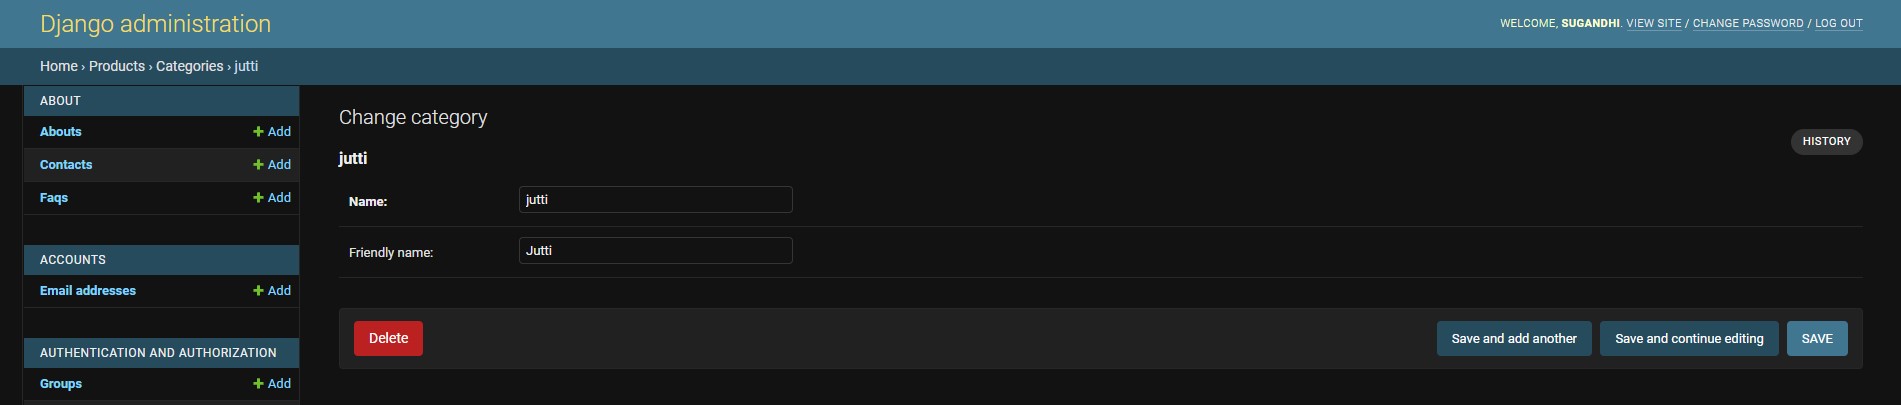 Django administration
WELCOME, SUGANDHI. VIEW SITE / CHANGE PASSWORD / LOG OUT
Home › Products › Categories › jutti
ABOUT
Abouts Add
Contacts Add
Faqs Add
ACCOUNTS
Email addresses Add
AUTHENTICATION AND AUTHORIZATION
Groups Add
Change category
HISTORY
jutti
Name: jutti
Friendly name: Jutti
Delete Save and add another Save and continue editing SAVE